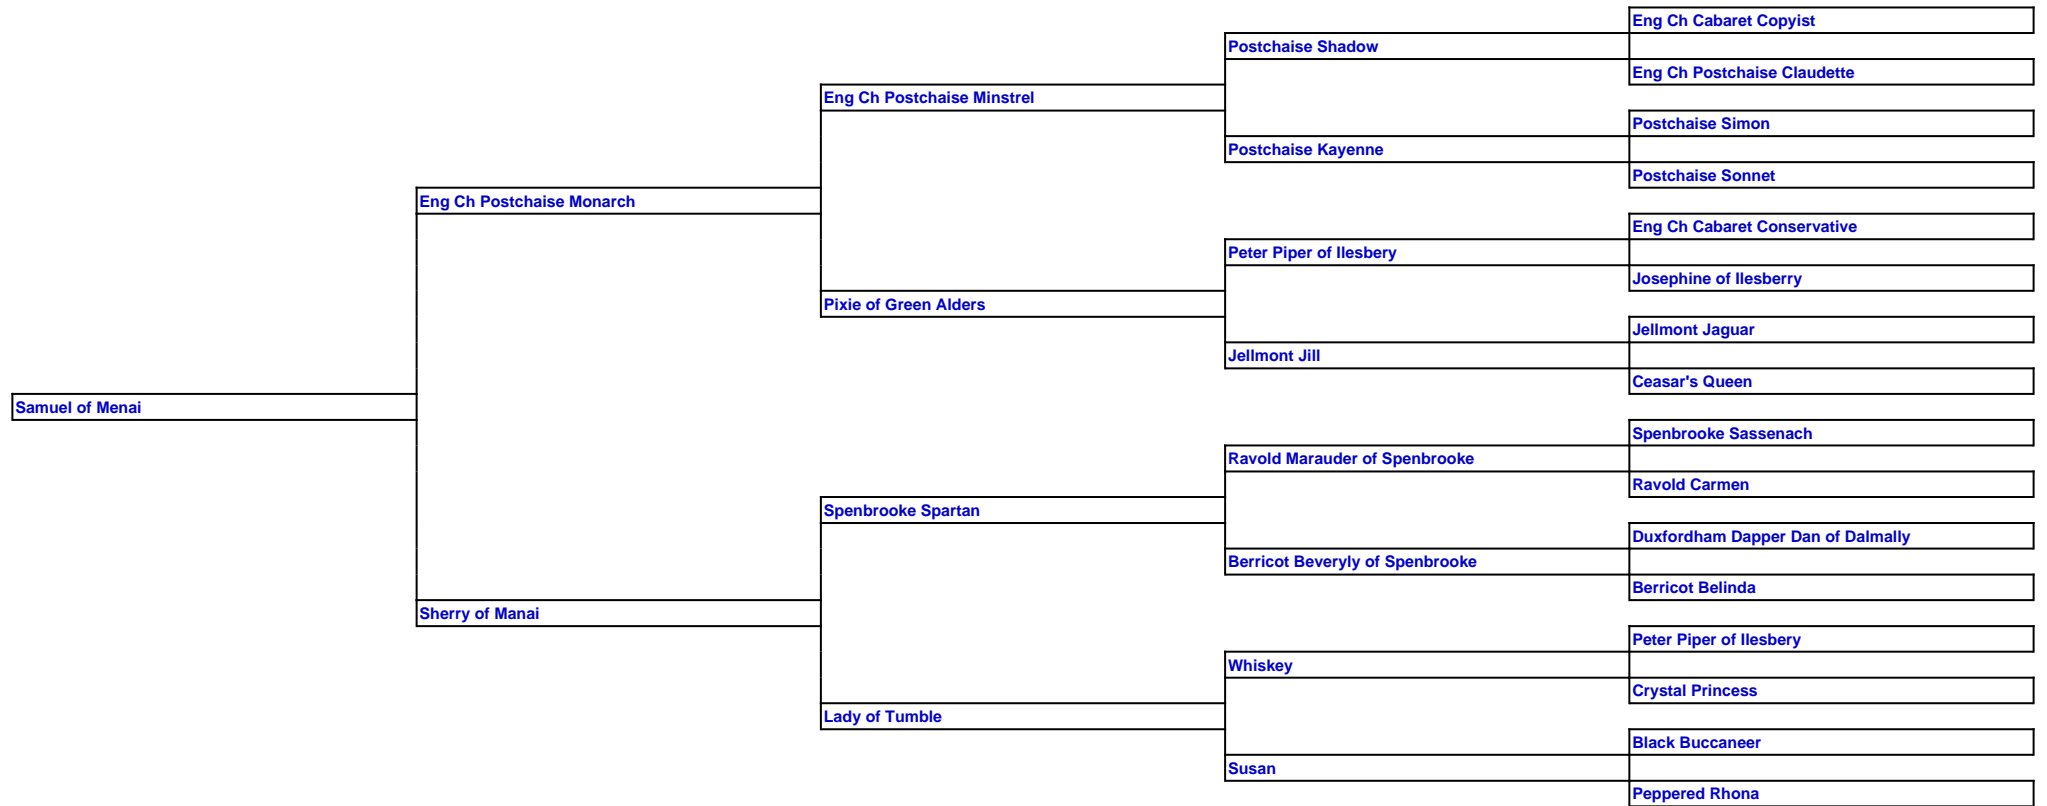 Eng Ch Cabaret Copyist
Postchaise Shadow
Eng Ch Postchaise Claudette
Eng Ch Postchaise Minstrel
Postchaise Simon
Postchaise Kayenne
Postchaise Sonnet
Eng Ch Postchaise Monarch
Eng Ch Cabaret Conservative
Peter Piper of Ilesbery
Josephine of Ilesberry
Pixie of Green Alders
Jellmont Jaguar
Jellmont Jill
Ceasar's Queen
Samuel of Menai
Spenbrooke Sassenach
Ravold Marauder of Spenbrooke
Ravold Carmen
Spenbrooke Spartan
Duxfordham Dapper Dan of Dalmally
Berricot Beveryly of Spenbrooke
Berricot Belinda
Sherry of Manai
Peter Piper of Ilesbery
Whiskey
Crystal Princess
Lady of Tumble
Black Buccaneer
Susan
Peppered Rhona